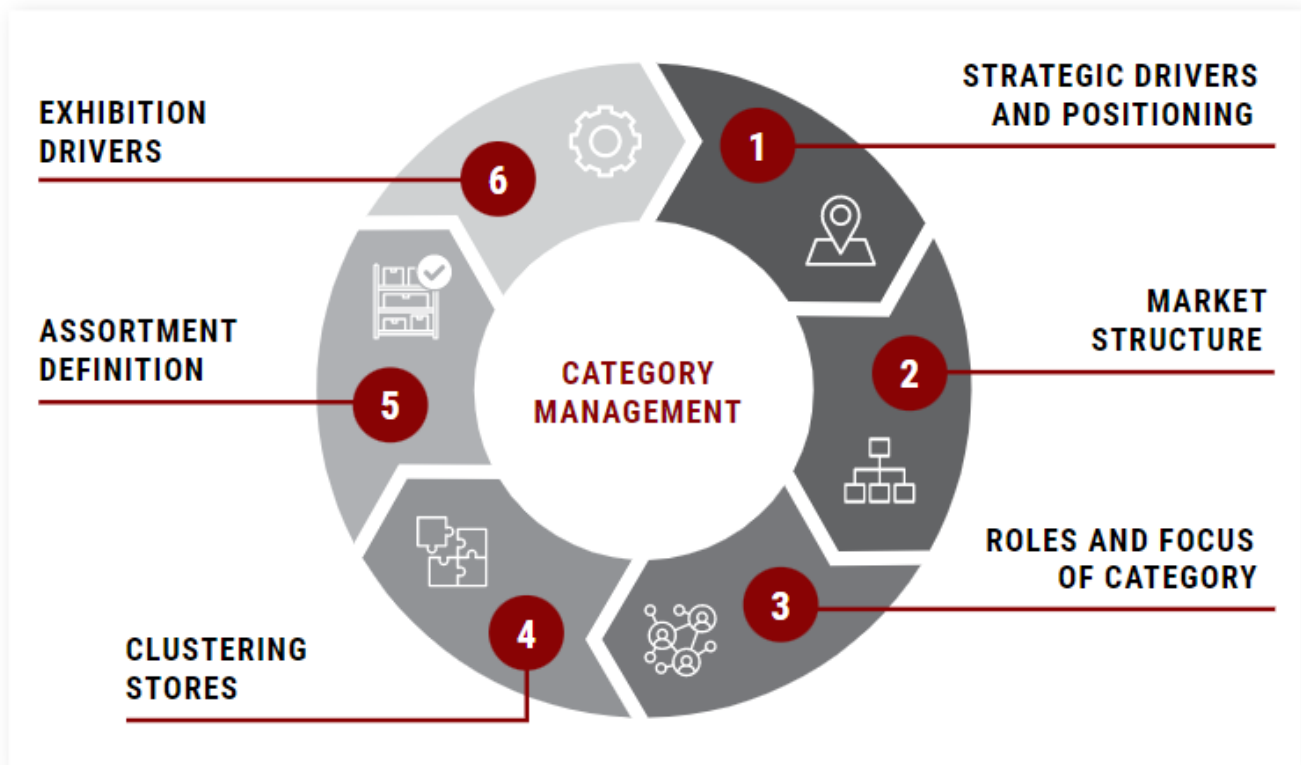 1
STRATEGIC DRIVERS
AND POSITIONING
2
MARKET
STRUCTURE
3
ROLES AND FOCUS
OF CATEGORY
4
CLUSTERING
STORES
5
ASSORTMENT
DEFINITION
6
EXHIBITION
DRIVERS
CATEGORY
MANAGEMENT